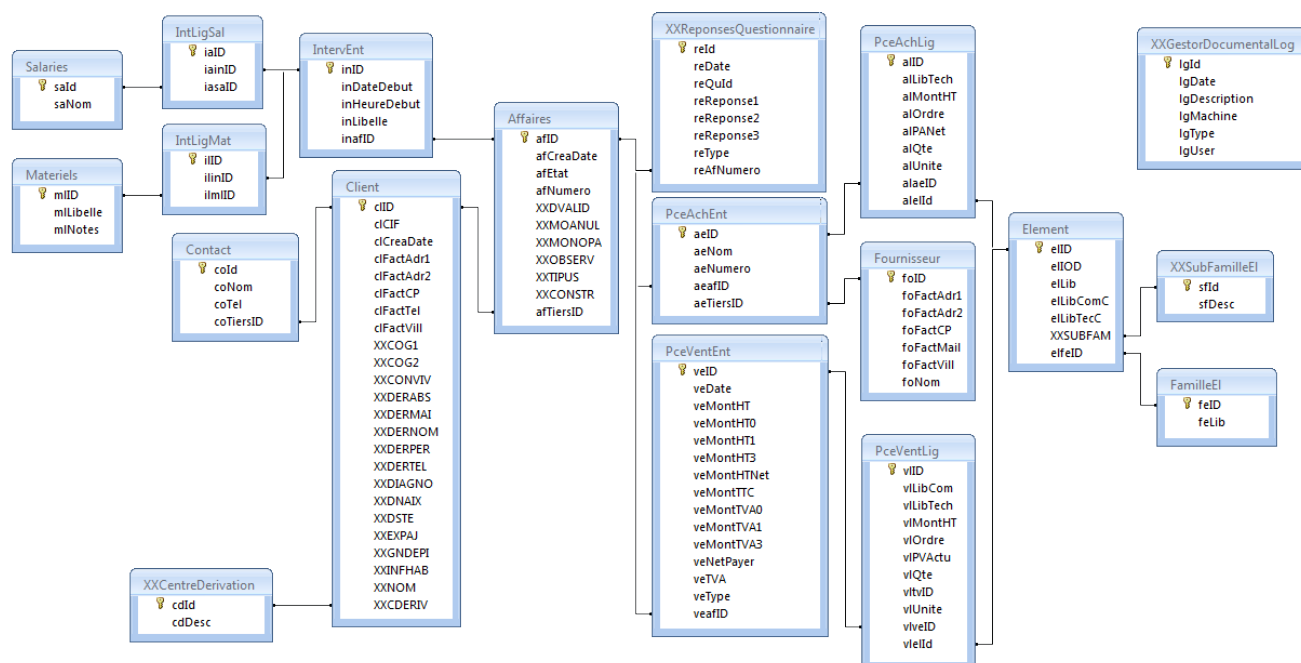 Salaries
saId
saNom
IntLigSal
iaID
iainID
iasaID
Materiels
mlID
mlLibelle
mlNotes
IntLigMat
ilID
ilinID
ilmlID
IntervEnt
inID
inDateDebut
inHeureDebut
inLibelle
inafID
Contact
coId
coNom
coTel
coTiersID
Client
clID
clCIF
clCreaDate
clFactAdr1
clFactAdr2
clFactCP
clFactTel
clFactVill
XXCOG1
XXCOG2
XXCONVIV
XXDERABS
XXDERMAI
XXDERNOM
XXDERPER
XXDERTEL
XXDIAGNO
XXDNAIX
XXDSTE
XXEXPAJ
XXGNDEPI
XXINFHAB
XXNOM
XXCDERIV
XXCentreDerivation
cdId
cdDesc
Affaires
afID
afCreaDate
afEtat
afNumero
XXDVALID
XXMOANUL
XXMONOPA
XXOBSERV
XXTIPUS
XXCONSTR
afTiersID
XXReponsesQuestionnaire
reId
reDate
reQuId
reReponse1
reReponse2
reReponse3
reType
reAfNumero
PceAchEnt
aeID
aeNom
aeNumero
aeafID
aeTiersID
PceVentEnt
veID
veDate
veMontHT
veMontHT0
veMontHT1
veMontHT3
veMontHTNet
veMontTTC
veMontTVA0
veMontTVA1
veMontTVA3
veNetPayer
veTVA
veType
veafID
PceAchLig
alID
alLibTech
alMontHT
alOrdre
alPANet
alQte
alUnite
alaeID
alelId
Fournisseur
foID
foFactAdr1
foFactAdr2
foFactCP
foFactMail
foFactVill
foNom
PceVentLig
vlID
vlLibCom
vlLibTech
vlMontHT
vlOrdre
vlPVActu
vlQte
vltvID
vlUnite
vlveID
vlelId
Element
elID
elIOD
elLib
elLibComC
elLibTecC
XXSUBFAM
elfeID
XXGestorDocumentalLog
lgId
lgDate
lgDescription
lgMachine
lgType
lgUser
XXSubFamilleEl
sfId
sfDesc
FamilleEl
feID
feLib